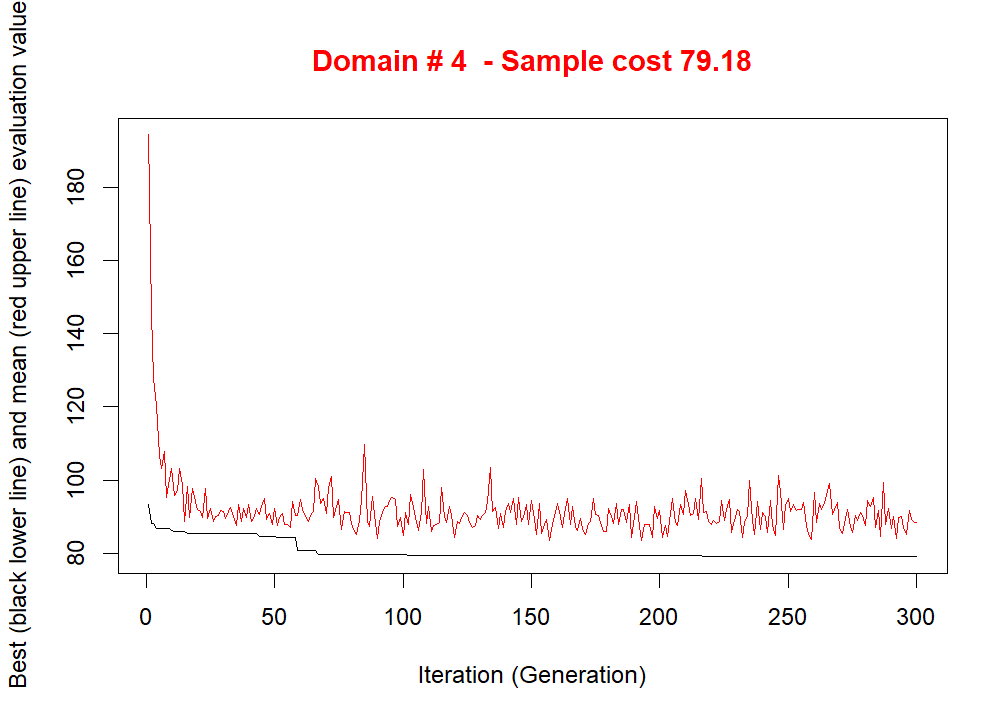 Domain # 4  - Sample cost 79.18
Best (black lower line) and mean (red upper line) evaluation value
180
160
140
120
100
80
0 50 100 150 200 250 300
Iteration (Generation)